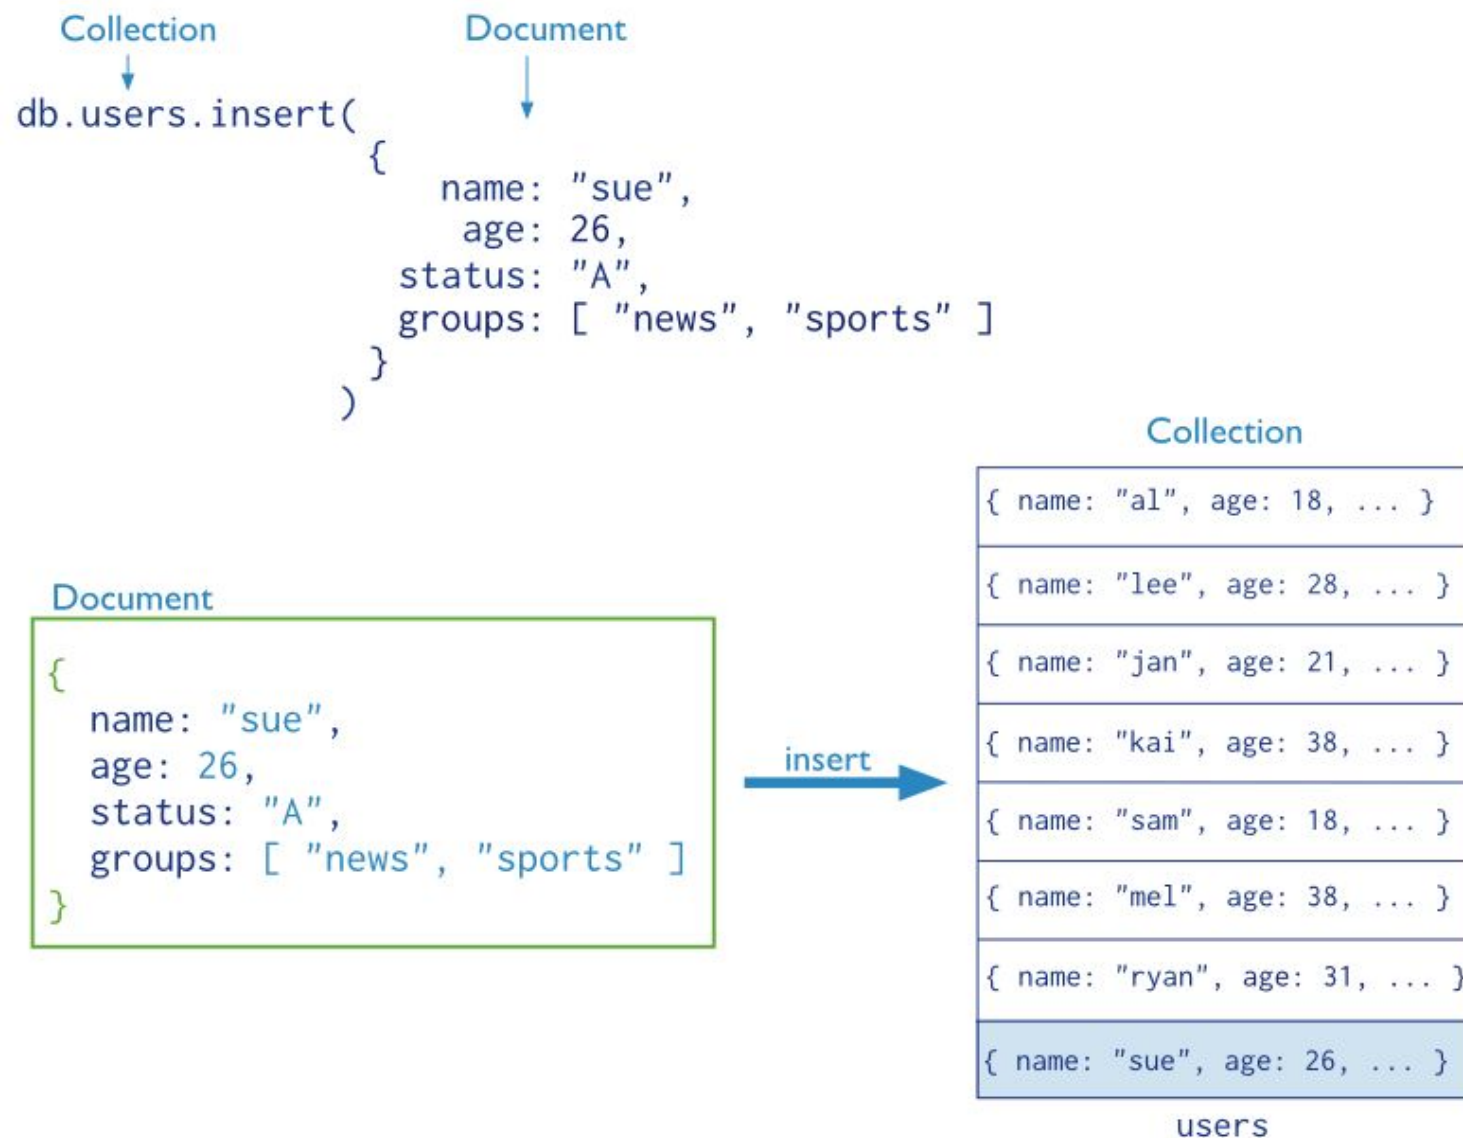 Collection Document
db.users.insert(
{
name: "sue",
age: 26,
status: "A",
groups: [ "news", "sports" ]
}
)
Document
{
name: "sue",
age: 26,
status: "A",
groups: [ "news", "sports" ]
}
insert
Collection
{ name: "al", age: 18, ... }
{ name: "lee", age: 28, ... }
{ name: "jan", age: 21, ... }
{ name: "kai", age: 38, ... }
{ name: "sam", age: 18, ... }
{ name: "mel", age: 38, ... }
{ name: "ryan", age: 31, ... }
{ name: "sue", age: 26, ... }
users